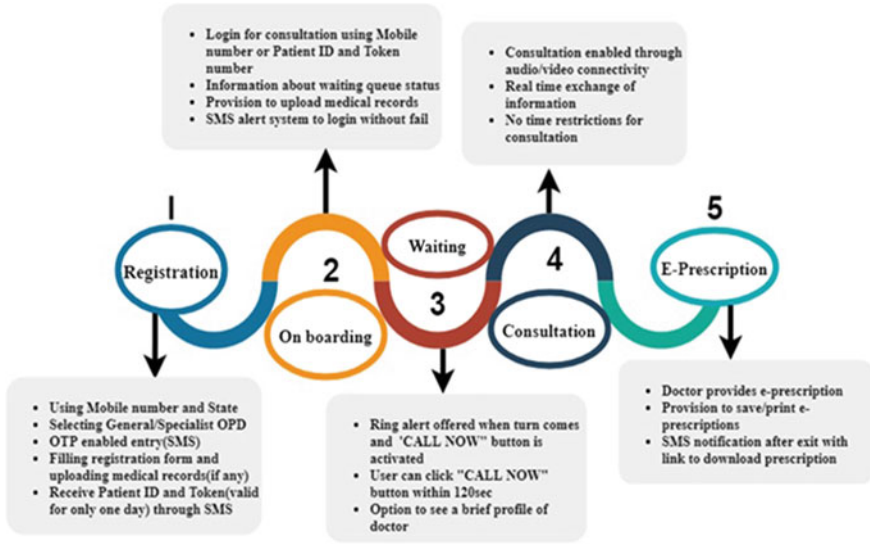 • Login for consultation using Mobile
number or Patient ID and Token
number
• Information about waiting queue status
• Provision to upload medical records
• SMS alert system to login without fail
• Consultation enabled through
audio/video connectivity
• Real time exchange of
information
• No time restrictions for
consultation
1
Registration
2
On boarding
Waiting
3
4
Consultation
5
E-Prescription
• Using Mobile number and State
• Selecting General/Specialist OPD
• OTP enabled entry(SMS)
• Filling registration form and
uploading medical records(if any)
• Receive Patient ID and Token(valid
for only one day) through SMS
• Ring alert offered when turn comes
and 'CALL NOW" button is
activated
• User can click "CALL NOW"
button within 120sec
• Option to see a brief profile of
doctor
• Doctor provides e-prescription
• Provision to save/print e-
prescriptions
• SMS notification after exit with
link to download prescription